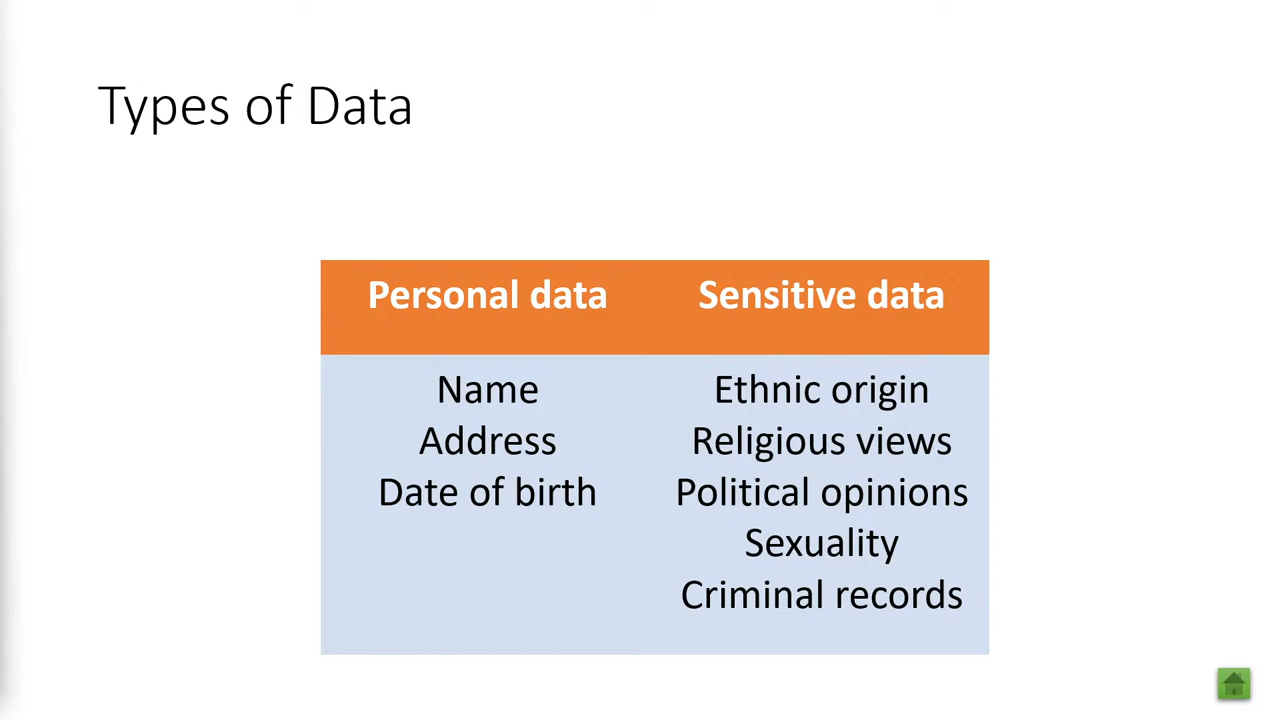 Types of Data
Personal data Sensitive data
Name Ethnic origin
Address Religious views
Date of birth Political opinions
Sexuality
Criminal records